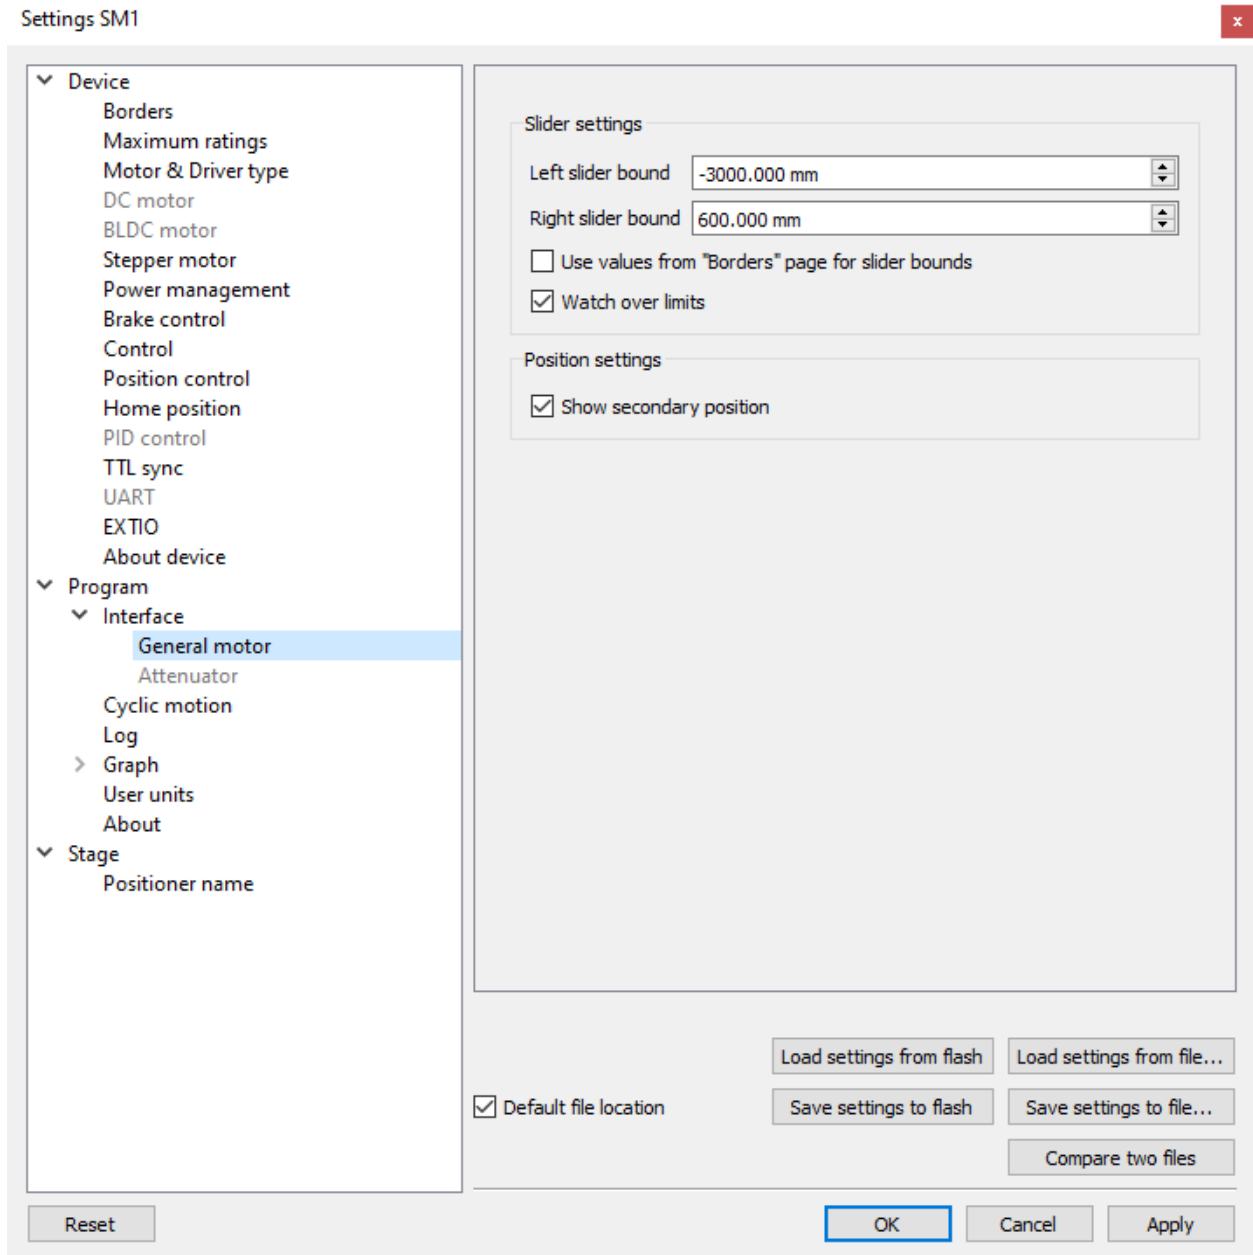 Settings SM1
x
Device
Borders
Maximum ratings
Motor & Driver type
DC motor
BLDC motor
Stepper motor
Power management
Brake control
Control
Position control
Home position
PID control
TTL sync
UART
EXTIO
About device
Program
Interface
General motor
Attenuator
Cyclic motion
Log
Graph
User units
About
Stage
Positioner name
Slider settings
Left slider bound -3000.000 mm
Right slider bound 600.000 mm
Use values from "Borders" page for slider bounds
Watch over limits
Position settings
Show secondary position
Load settings from flash Load settings from file...
Default file location Save settings to flash Save settings to file...
Compare two files
Reset OK Cancel Apply